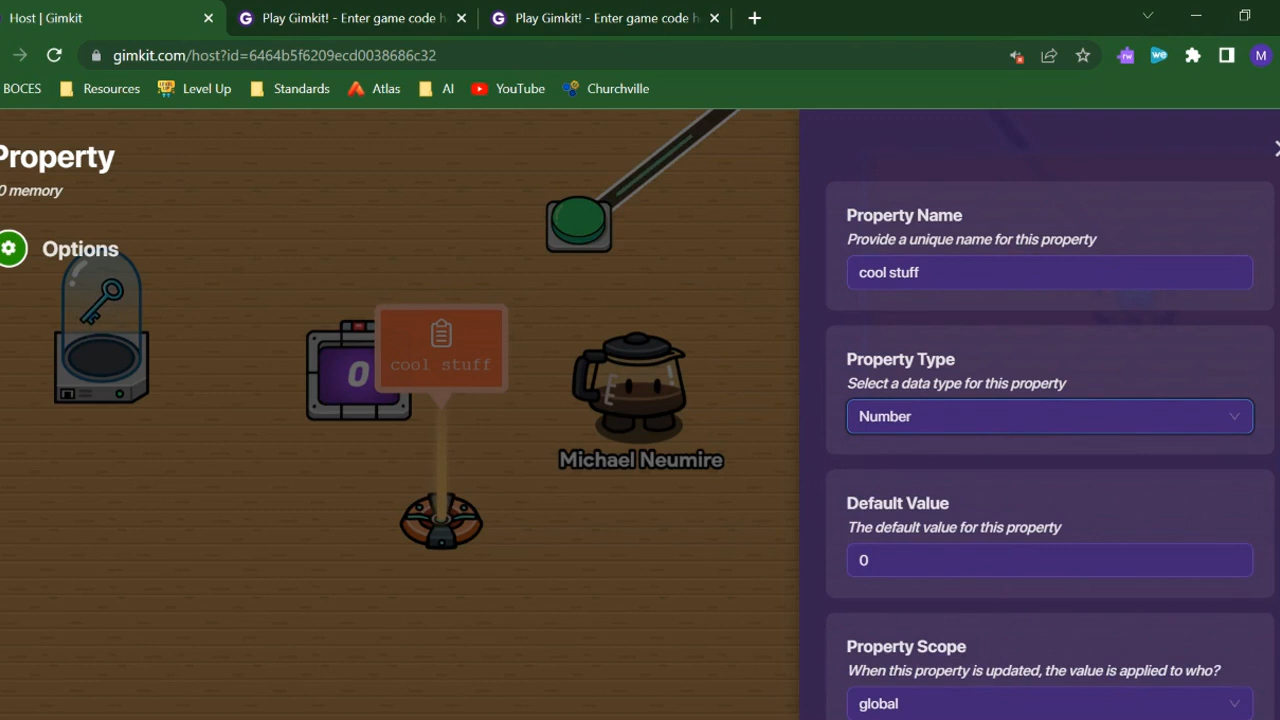 Host | Gimkit
Play Gimkit! - Enter game code h
Play Gimkit! - Enter game code h
gimkit.com/host?id=6464b5f6209ecd0038686c32
M
BOCES
Resources
Level Up
Standards
Atlas
AI
YouTube
Churchville
Property
0 memory
Options
0
cool stuff
Michael Neumire
Property Name
Provide a unique name for this property
cool stuff
Property Type
Select a data type for this property
Number
Default Value
The default value for this property
0
Property Scope
When this property is updated, the value is applied to who?
global